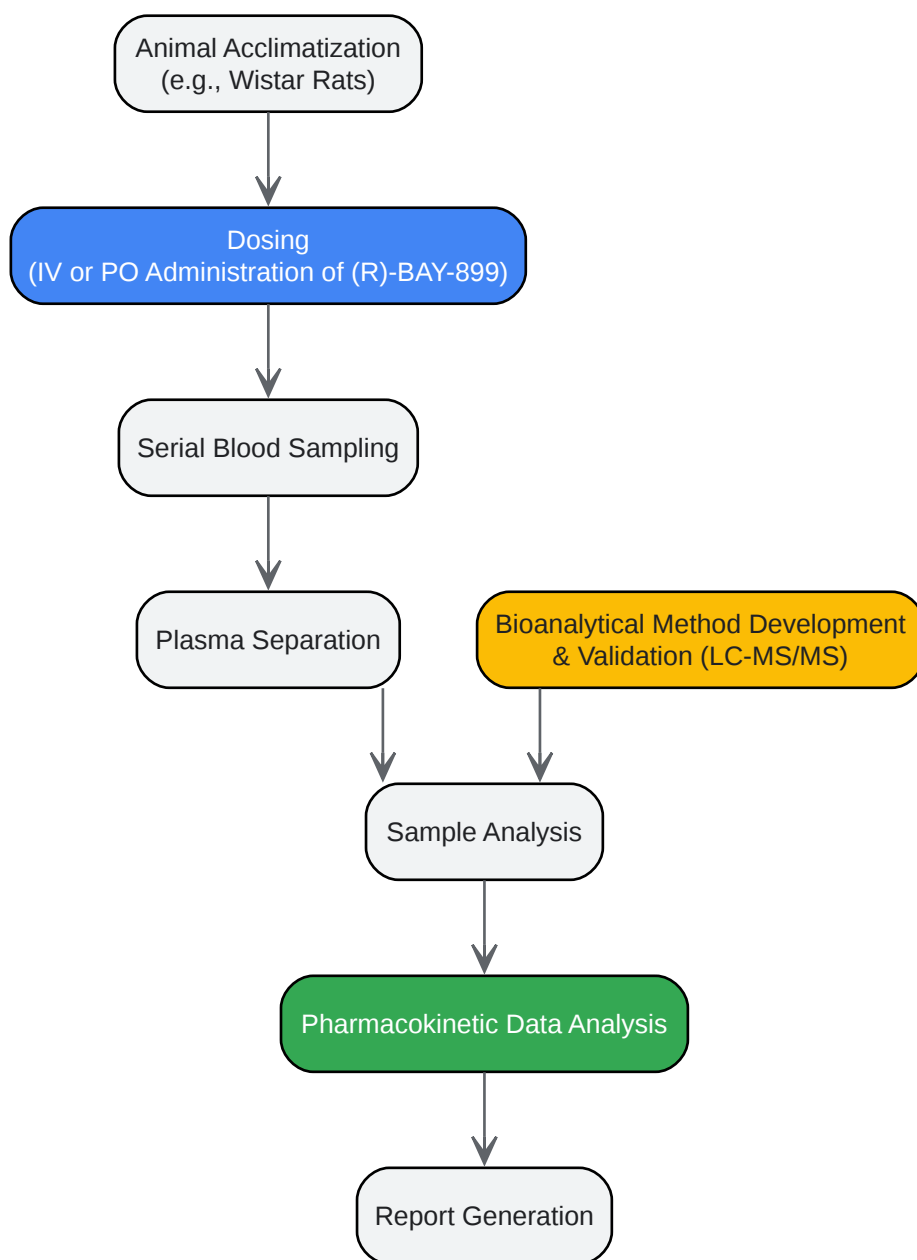 Animal Acclimatization
(e.g., Wistar Rats)
Dosing
(IV or PO Administration of (R)-BAY-899)
Serial Blood Sampling
Plasma Separation
Bioanalytical Method Development
& Validation (LC-MS/MS)
Sample Analysis
Pharmacokinetic Data Analysis
Report Generation